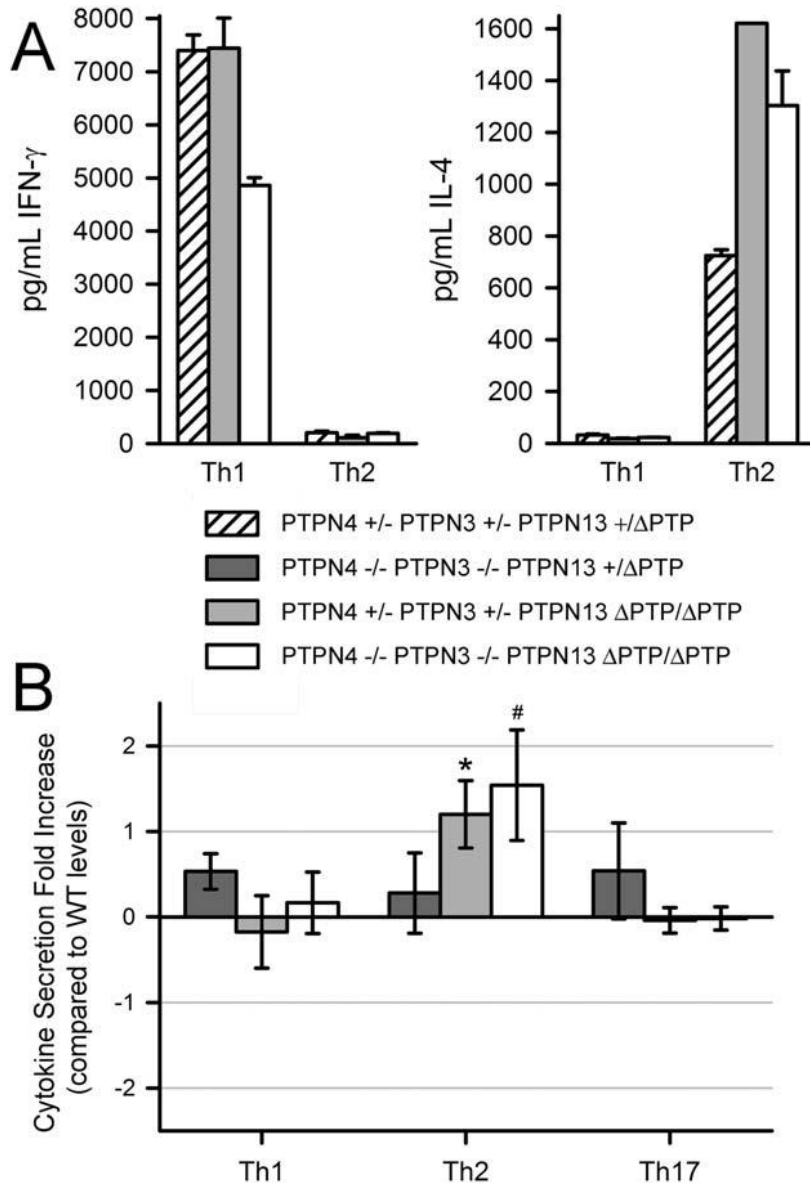 A
pg/mL IFN-γ
8000
7000
6000
5000
4000
3000
2000
1000
0
Th1 Th2
pg/mL IL-4
1600
1400
1200
1000
800
600
400
200
0
Th1 Th2
PTPN4 +/- PTPN3 +/- PTPN13 +/ΔPTP
PTPN4 -/- PTPN3 -/- PTPN13 +/ΔPTP
PTPN4 +/- PTPN3 +/- PTPN13 ΔPTP/ΔPTP
PTPN4 -/- PTPN3 -/- PTPN13 ΔPTP/ΔPTP
B
Cytokine Secretion Fold Increase
(compared to WT levels)
2
1
0
-1
-2
* #
Th1 Th2 Th17